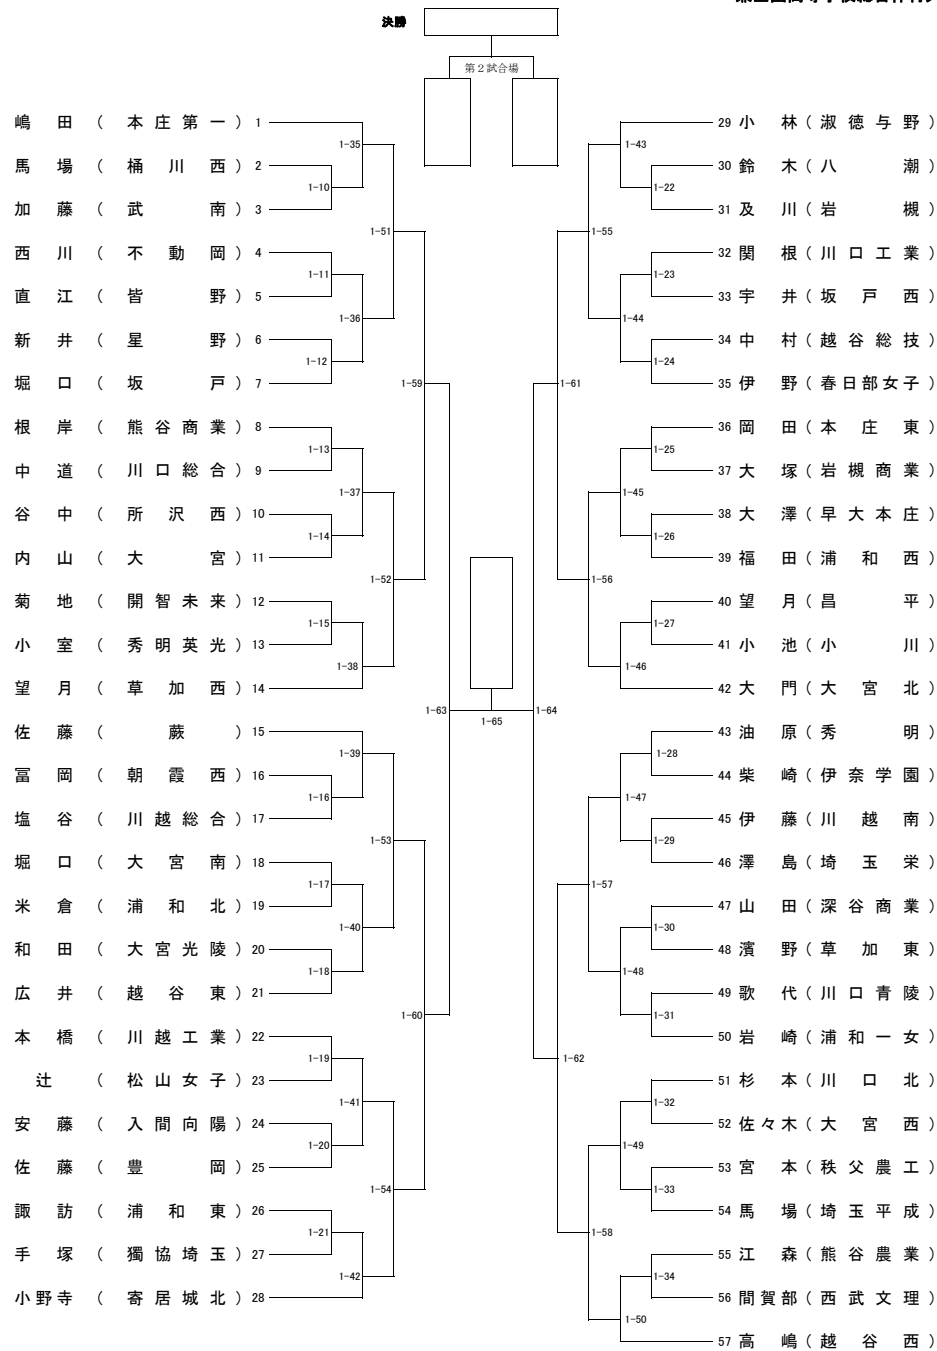 決勝
第２試合場
嶋田（本庄第一）1
馬場（桶川西）2
加藤（武南）3
西川（不動岡）4
直江（皆野）5
新井（星野）6
堀口（坂戸）7
根岸（熊谷商業）8
中道（川口総合）9
谷中（所沢西）10
内山（大宮）11
菊地（開智未来）12
小室（秀明英光）13
望月（草加西）14
佐藤（蕨）15
冨岡（朝霞西）16
塩谷（川越総合）17
堀口（大宮南）18
米倉（浦和北）19
和田（大宮光陵）20
広井（越谷東）21
本橋（川越工業）22
辻（松山女子）23
安藤（入間向陽）24
佐藤（豊岡）25
諏訪（浦和東）26
手塚（獨協埼玉）27
小野寺（寄居城北）28
1-10
1-11
1-12
1-13
1-14
1-15
1-16
1-17
1-18
1-19
1-20
1-21
1-35
1-36
1-37
1-38
1-39
1-40
1-41
1-42
1-51
1-52
1-53
1-54
1-59
1-60
1-63
1-65
1-64
1-61
1-62
1-55
1-56
1-57
1-58
1-43
1-44
1-45
1-46
1-47
1-48
1-49
1-50
1-22
1-23
1-24
1-25
1-26
1-27
1-28
1-29
1-30
1-31
1-32
1-33
1-34
29 小林（淑徳与野）
30 鈴木（八潮）
31 及川（岩槻）
32 関根（川口工業）
33 宇井（坂戸西）
34 中村（越谷総技）
35 伊野（春日部女子）
36 岡田（本庄東）
37 大塚（岩槻商業）
38 大澤（早大本庄）
39 福田（浦和西）
40 望月（昌平）
41 小池（小川）
42 大門（大宮北）
43 油原（秀明）
44 柴崎（伊奈学園）
45 伊藤（川越南）
46 澤島（埼玉栄）
47 山田（深谷商業）
48 濱野（草加東）
49 歌代（川口青陵）
50 岩崎（浦和一女）
51 杉本（川口北）
52 佐々木（大宮西）
53 宮本（秩父農工）
54 馬場（埼玉平成）
55 江森（熊谷農業）
56 間賀部（西武文理）
57 高嶋（越谷西）